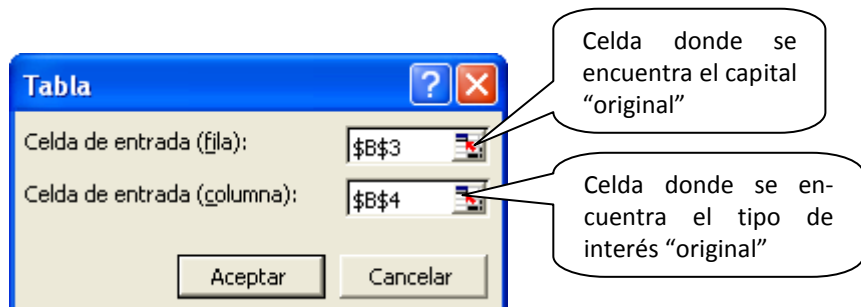 Celda donde se
encuentra el capital
“original”
Tabla
?
Celda de entrada (fila):
$B$3
Celda de entrada (columna):
$B$4
Celda donde se en-
cuentra el tipo de
interés “original”
Aceptar
Cancelar